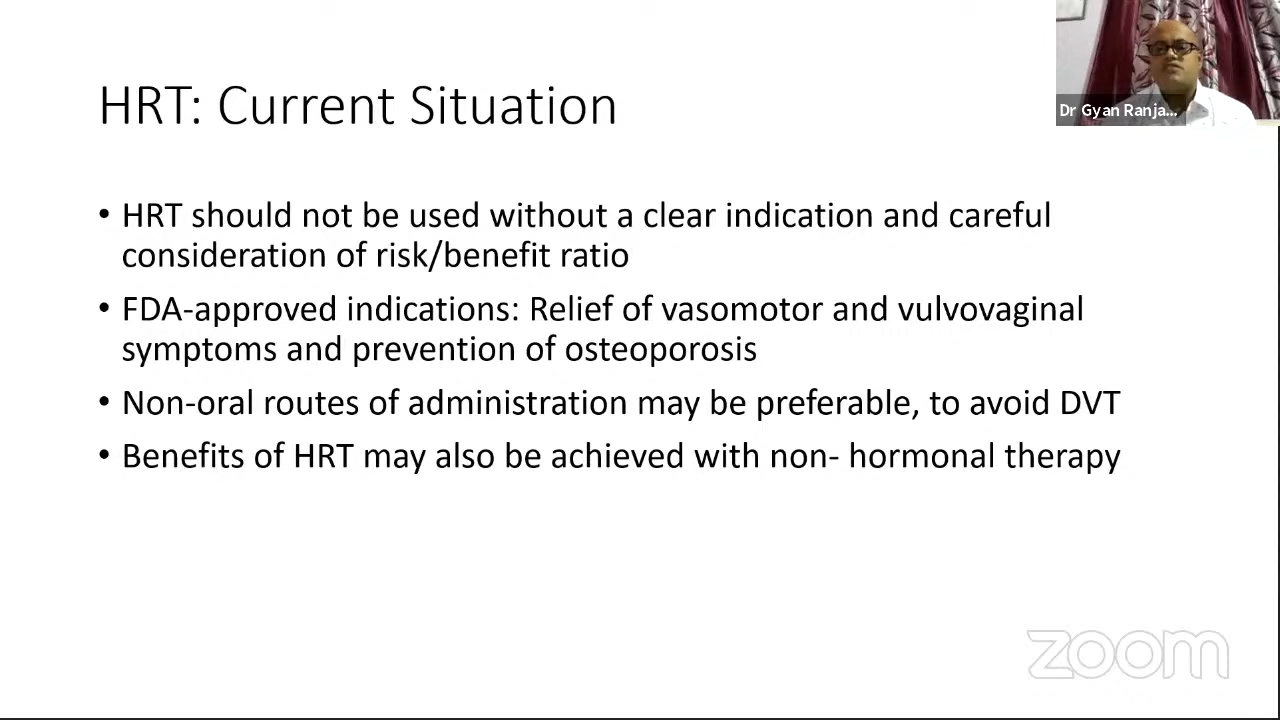 HRT: Current Situation
Dr Gyan Ranja...
• HRT should not be used without a clear indication and careful
consideration of risk/benefit ratio
• FDA-approved indications: Relief of vasomotor and vulvovaginal
symptoms and prevention of osteoporosis
• Non-oral routes of administration may be preferable, to avoid DVT
• Benefits of HRT may also be achieved with non- hormonal therapy
zoom